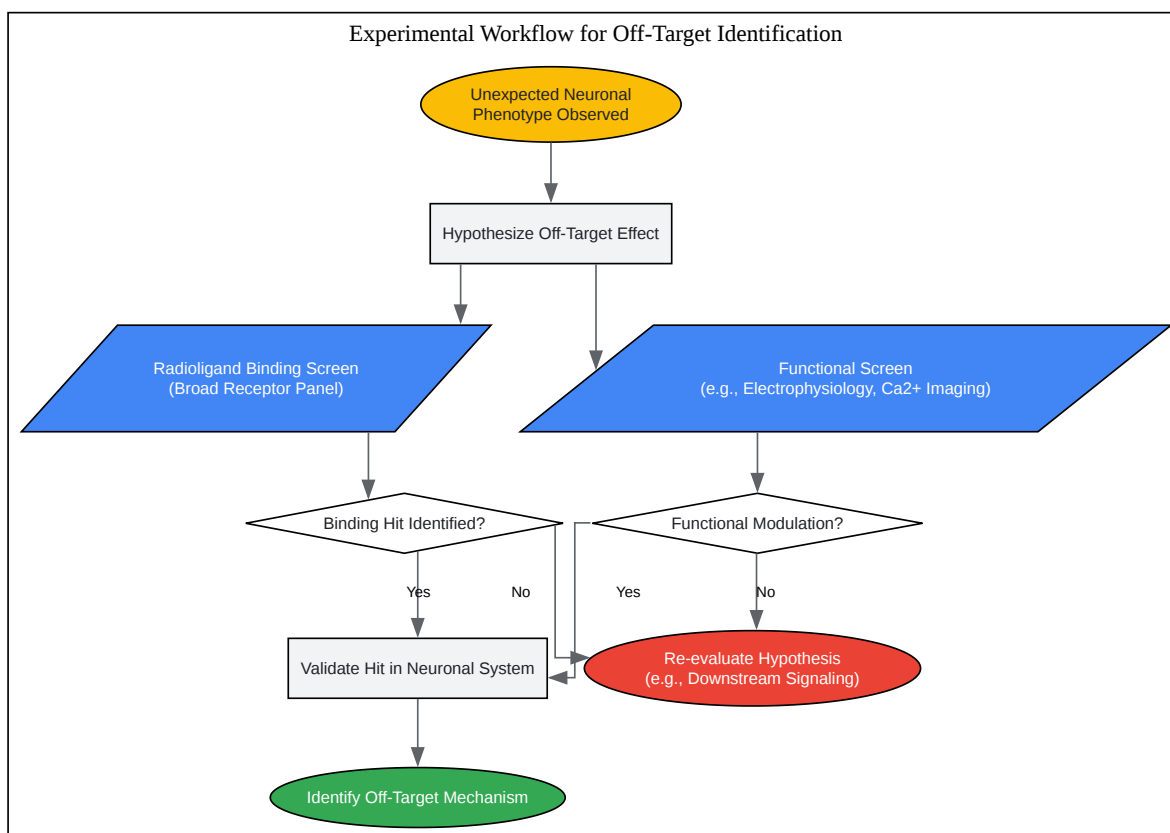 Experimental Workflow for Off-Target Identification
Unexpected Neuronal
Phenotype Observed
Hypothesize Off-Target Effect
Radioligand Binding Screen
(Broad Receptor Panel)
Functional Screen
(e.g., Electrophysiology, Ca2+ Imaging)
Binding Hit Identified?
Functional Modulation?
Yes
No
Yes
No
Validate Hit in Neuronal System
Re-evaluate Hypothesis
(e.g., Downstream Signaling)
Identify Off-Target Mechanism